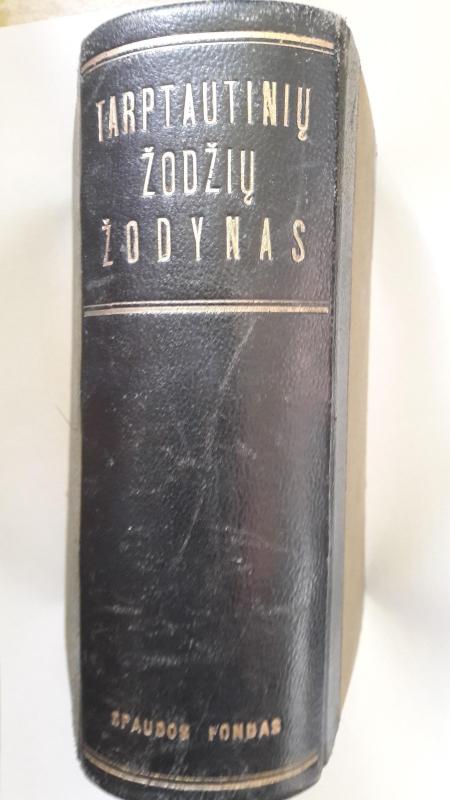 TARPTAUTINIŲ
ŽODŽIŲ
ŽODYNAS
SPAUDOS FONDAS